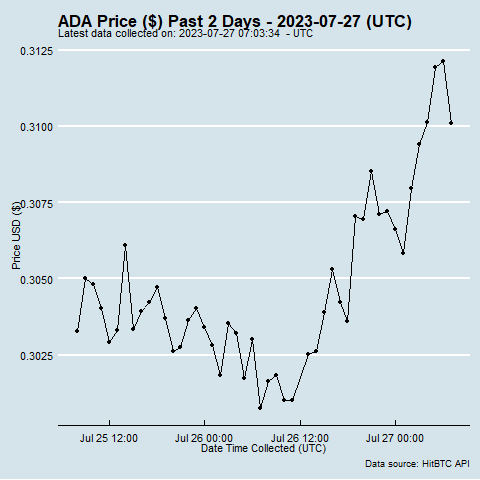 ADA Price ($) Past 2 Days - 2023-07-27 (UTC)
Latest data collected on: 2023-07-27 07:03:34  - UTC
0.3125
0.3100
0.3075
0.3050
0.3025
Price USD ($)
Jul 25 12:00
Jul 26 00:00
Jul 26 12:00
Jul 27 00:00
Date Time Collected (UTC)
Data source: HitBTC API